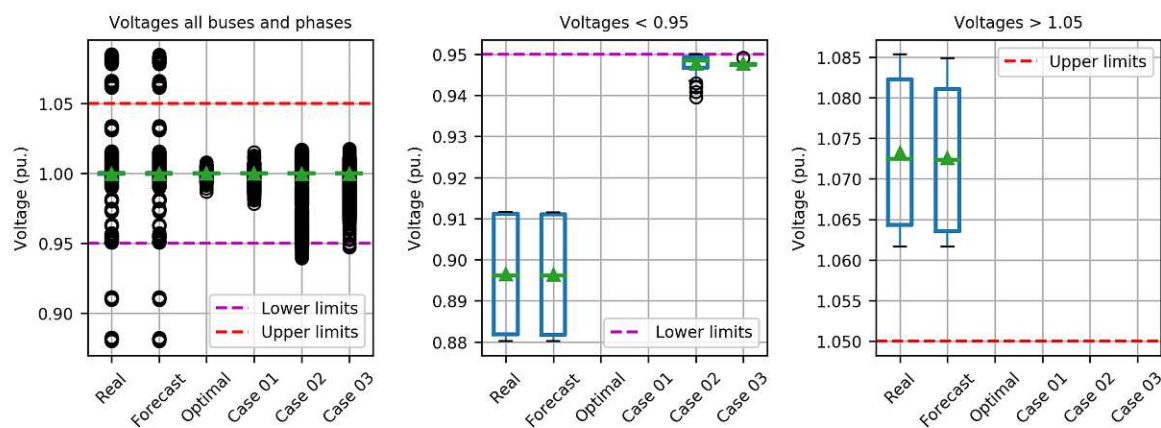 Voltages all buses and phases
Voltage (pu.)
1.05
1.00
0.95
0.90
Lower limits
Upper limits
Real
Forecast
Optimal
Case 01
Case 02
Case 03
Voltages < 0.95
Voltage (pu.)
0.95
0.94
0.93
0.92
0.91
0.90
0.89
0.88
Lower limits
Real
Forecast
Optimal
Case 01
Case 02
Case 03
Voltages > 1.05
Voltage (pu.)
1.085
1.080
1.075
1.070
1.065
1.060
1.055
1.050
Upper limits
Real
Forecast
Optimal
Case 01
Case 02
Case 03